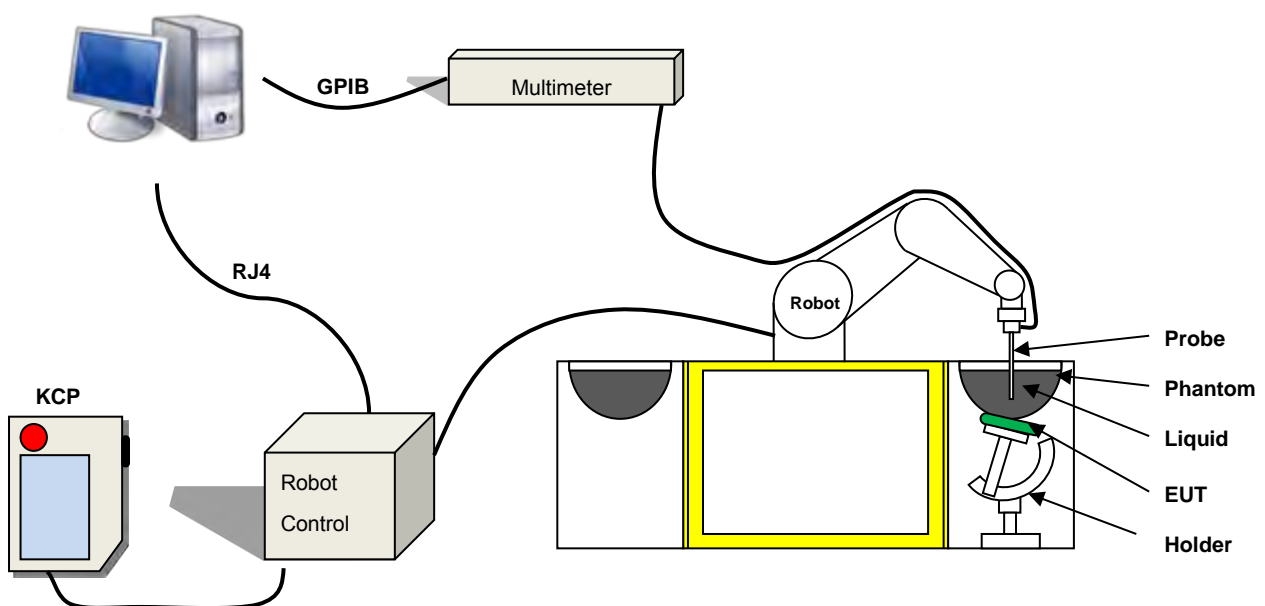 GPIB
Multimeter
RJ4
Robot
Probe
Phantom
KCP
Liquid
Robot
Control
EUT
Holder